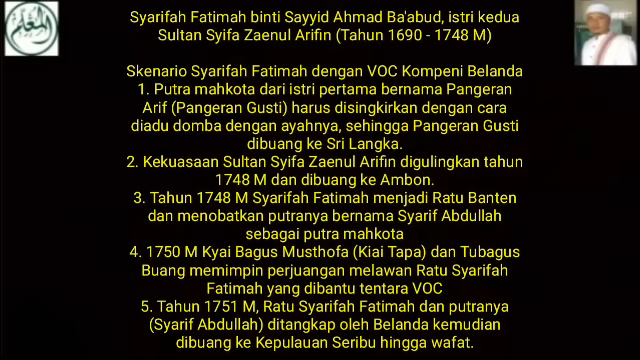 Syarifah Fatimah binti Sayyid Ahmad Ba'abud, istri kedua
Sultan Syifa Zaenul Arifin (Tahun 1690 - 1748 M)
Skenario Syarifah Fatimah dengan VOC Kompeni Belanda
1. Putra mahkota dari istri pertama bernama Pangeran
Arif (Pangeran Gusti) harus disingkirkan dengan cara
diadu domba dengan ayahnya, sehingga Pangeran Gusti
dibuang ke Sri Langka.
2. Kekuasaan Sultan Syifa Zaenul Arifin digulingkan tahun
1748 M dan dibuang ke Ambon.
3. Tahun 1748 M Syarifah Fatimah menjadi Ratu Banten
dan menobatkan putranya bernama Syarif Abdullah
sebagai putra mahkota
4. 1750 M Kyai Bagus Musthofa (Kiai Tapa) dan Tubagus
Buang memimpin perjuangan melawan Ratu Syarifah
Fatimah yang dibantu tentara VOC
5. Tahun 1751 M, Ratu Syarifah Fatimah dan putranya
(Syarif Abdullah) ditangkap oleh Belanda kemudian
dibuang ke Kepulauan Seribu hingga wafat.